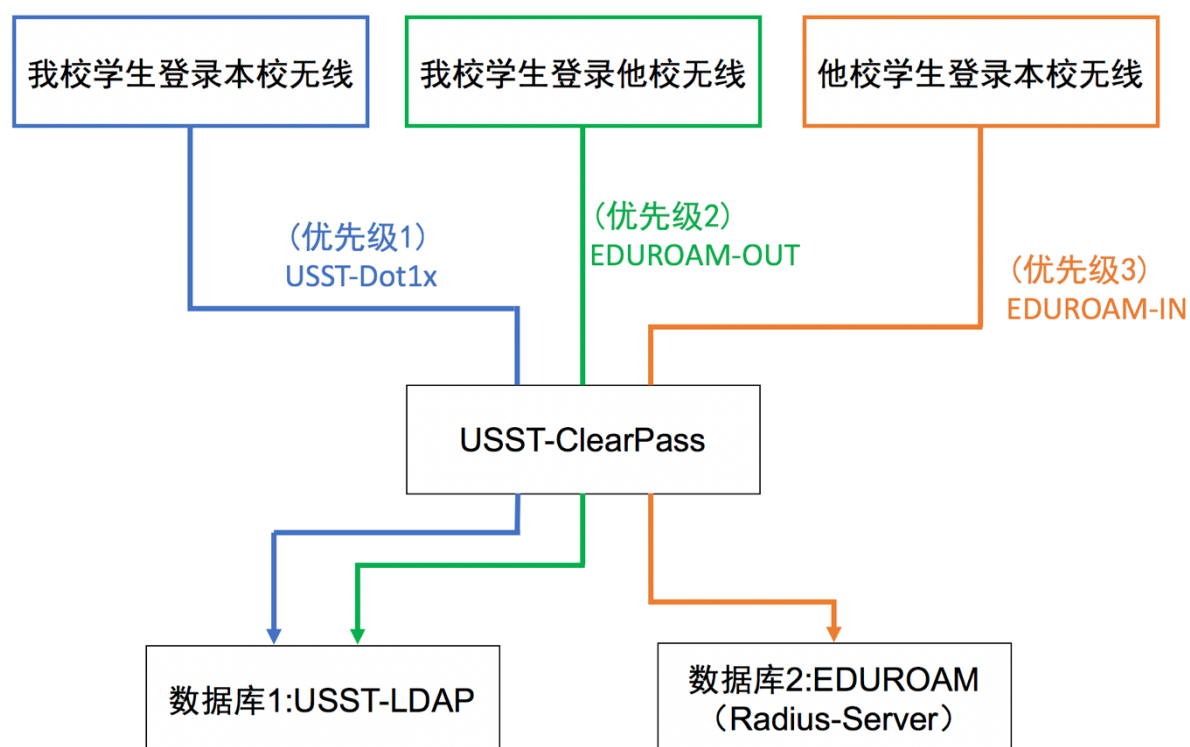 我校学生登录本校无线
我校学生登录他校无线
他校学生登录本校无线
(优先级1)
USST-Dot1x
(优先级2)
EDUROAM-OUT
(优先级3)
EDUROAM-IN
USST-ClearPass
数据库1:USST-LDAP
数据库2:EDUROAM
（Radius-Server）